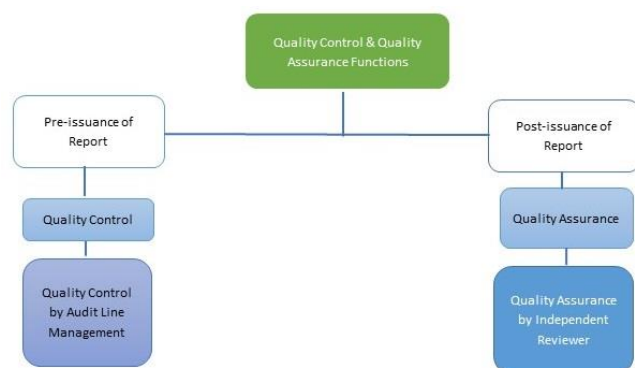 Quality Control & Quality
Assurance Functions
Pre-issuance of
Report
Post-issuance of
Report
Quality Control
Quality Assurance
Quality Control
by Audit Line
Management
Quality Assurance
by Independent
Reviewer